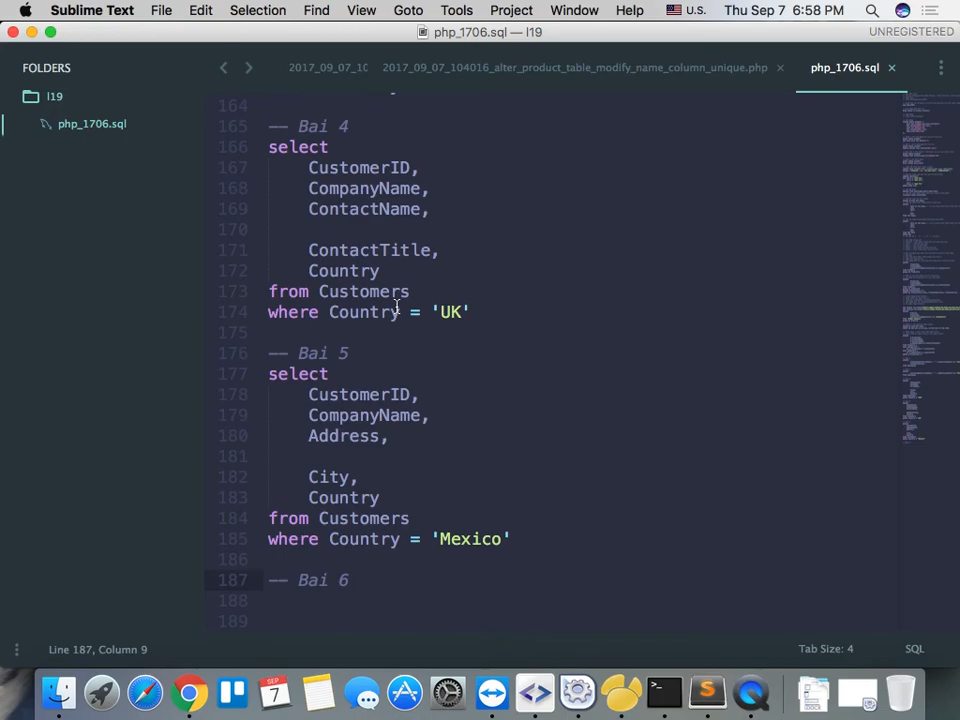 Sublime Text File Edit Selection Find View Goto Tools Project Window Help U.S. Thu Sep 7 6:58 PM
php_1706.sql — l19 UNREGISTERED
FOLDERS
l19
php_1706.sql
2017_09_07_10 2017_09_07_104016_alter_product_table_modify_name_column_unique.php × php_1706.sql ×
164
165 -- Bai 4
166 select
167 CustomerID,
168 CompanyName,
169 ContactName,
170
171 ContactTitle,
172 Country
173 from Customers
174 where Country = 'UK'
175
176 -- Bai 5
177 select
178 CustomerID,
179 CompanyName,
180 Address,
181
182 City,
183 Country
184 from Customers
185 where Country = 'Mexico'
186
187 -- Bai 6
188
189
Line 187, Column 9 Tab Size: 4 SQL
7